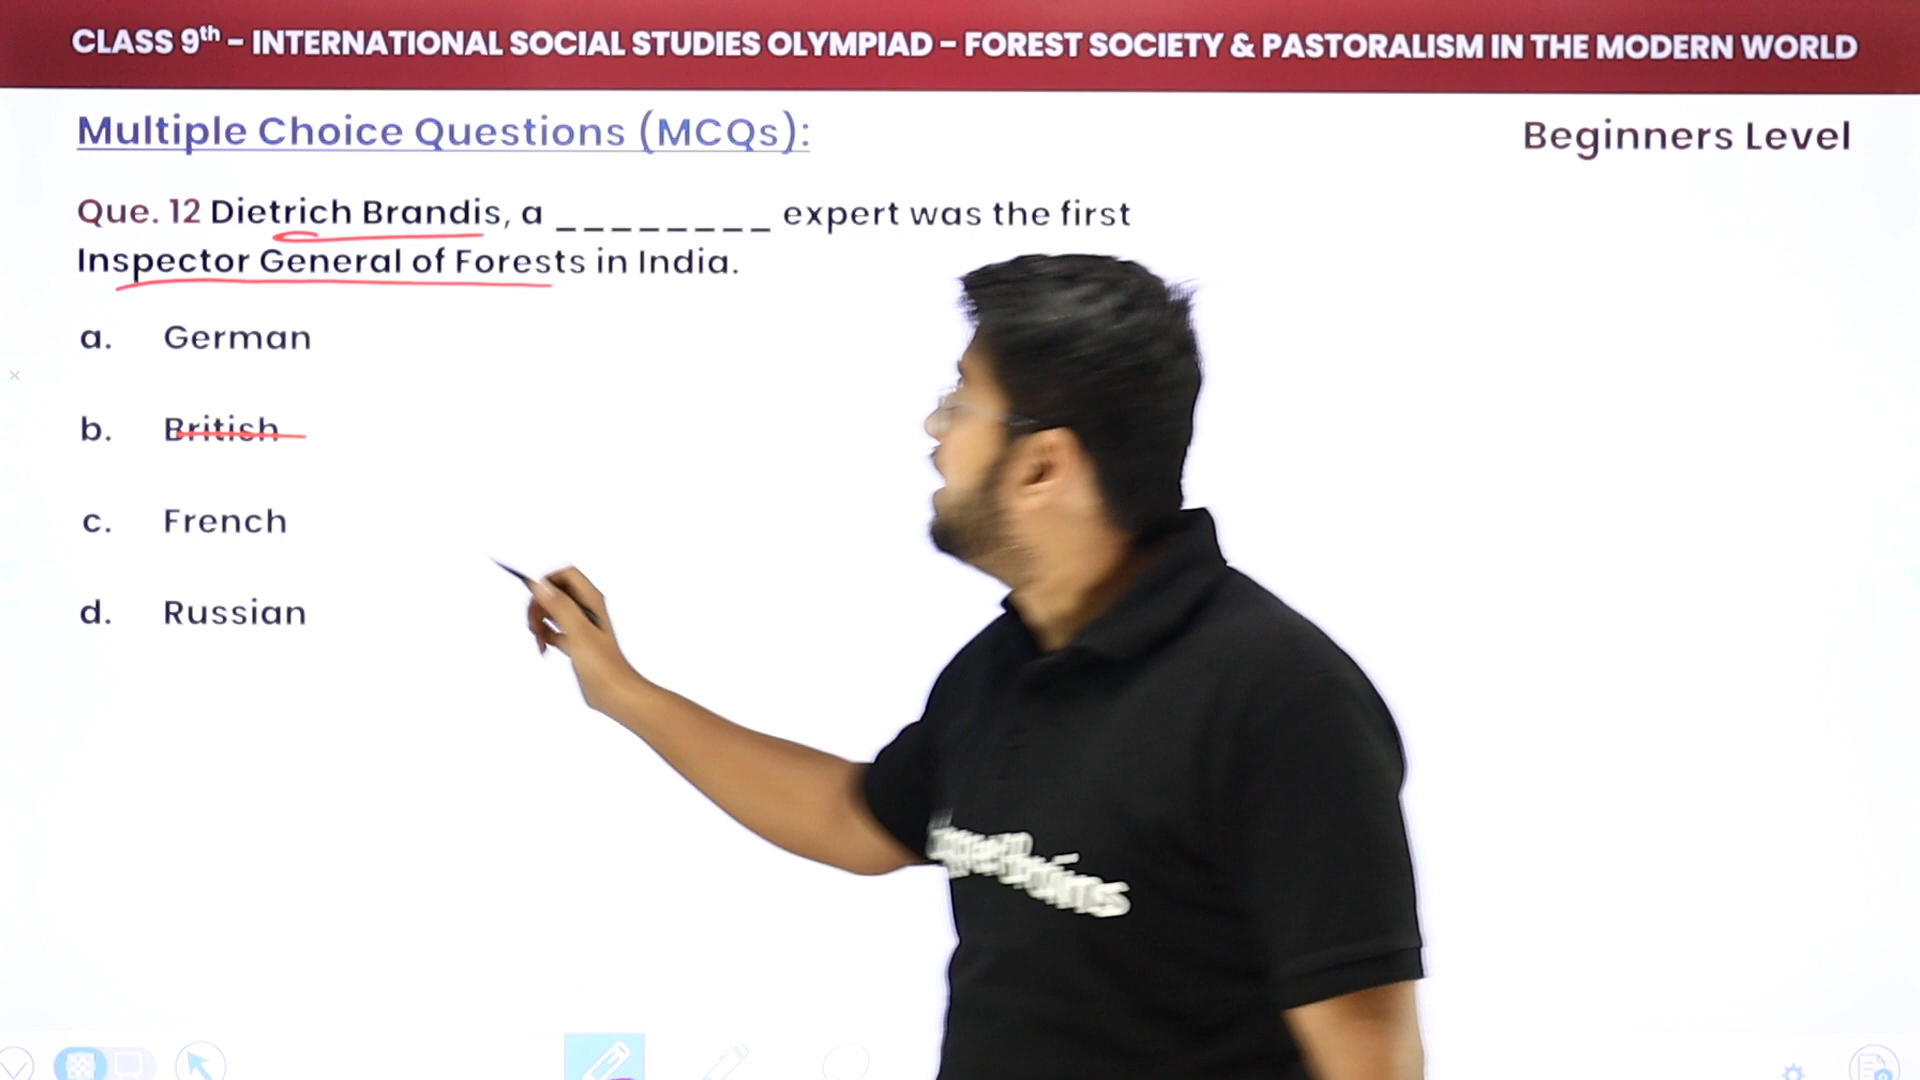 CLASS 9th – INTERNATIONAL SOCIAL STUDIES OLYMPIAD – FOREST SOCIETY & PASTORALISM IN THE MODERN WORLD
Multiple Choice Questions (MCQs):
Beginners Level
Que. 12 Dietrich Brandis, a ________ expert was the first
Inspector General of Forests in India.
a. German
b. British
c. French
d. Russian